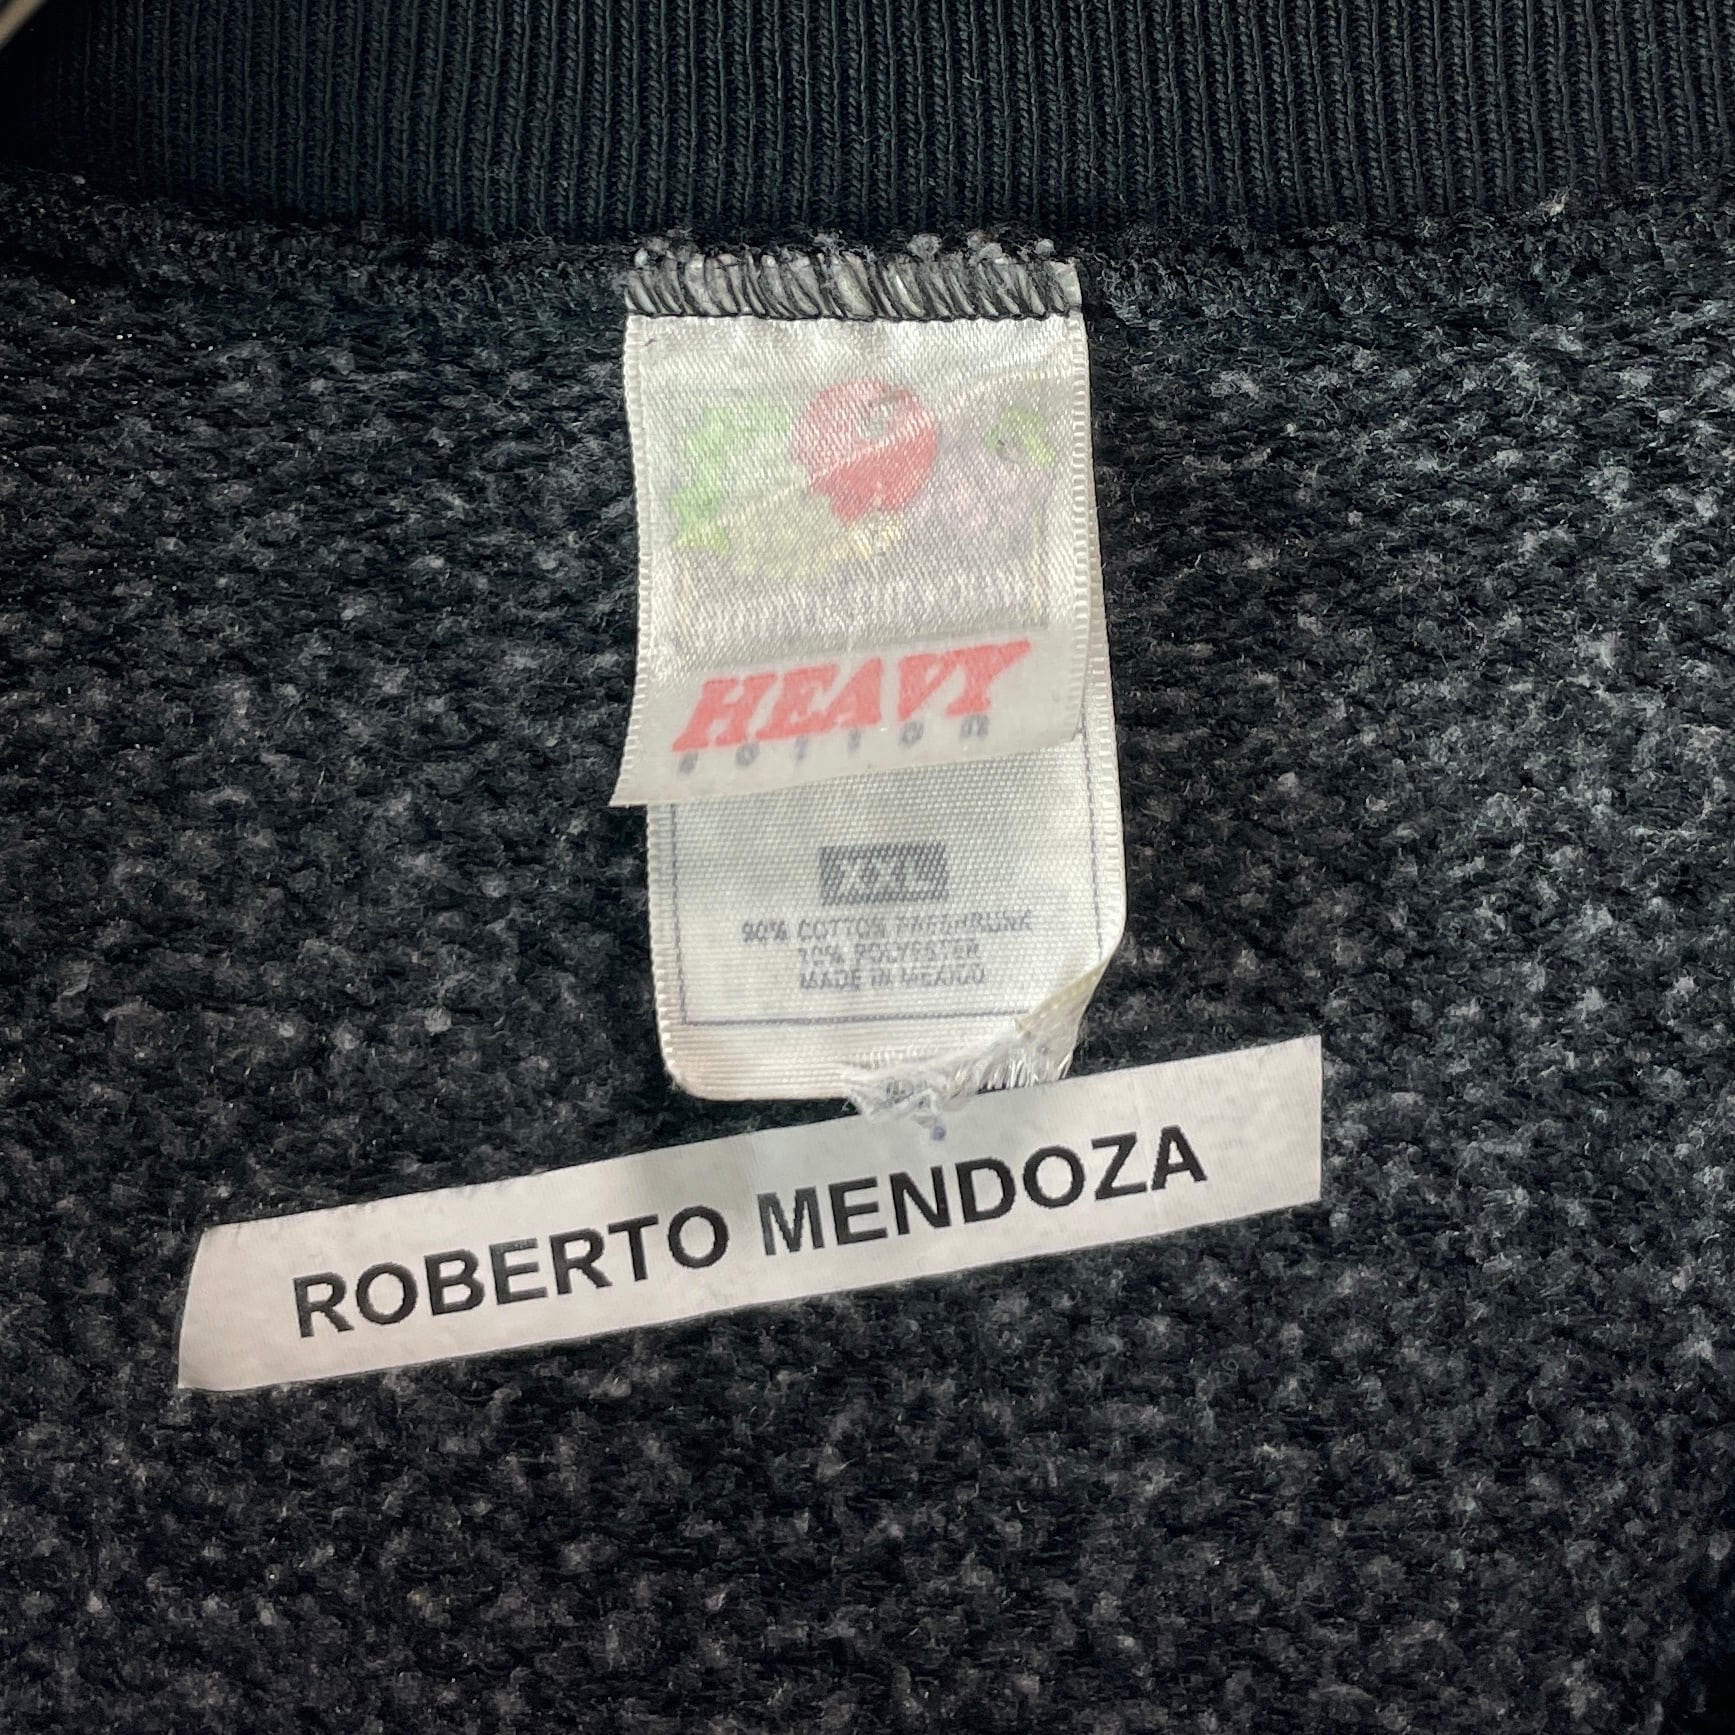 HEAVY
COTTON
XXL
90% COTTON PRESHRUNK
10% POLYESTER
MADE IN MEXICO
ROBERTO MENDOZA